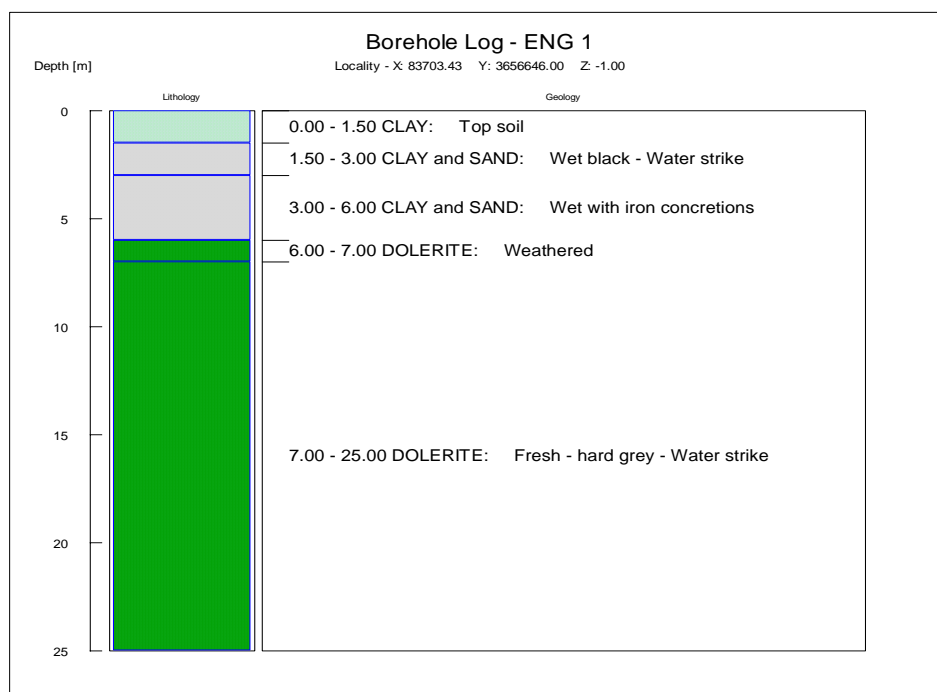 Borehole Log - ENG 1
Depth [m] Locality - X: 83703.43 Y: 3656646.00 Z: -1.00
Lithology Geology
0
0.00 - 1.50 CLAY: Top soil
1.50 - 3.00 CLAY and SAND: Wet black - Water strike
3.00 - 6.00 CLAY and SAND: Wet with iron concretions
5
6.00 - 7.00 DOLERITE: Weathered
10
15
7.00 - 25.00 DOLERITE: Fresh - hard grey - Water strike
20
25